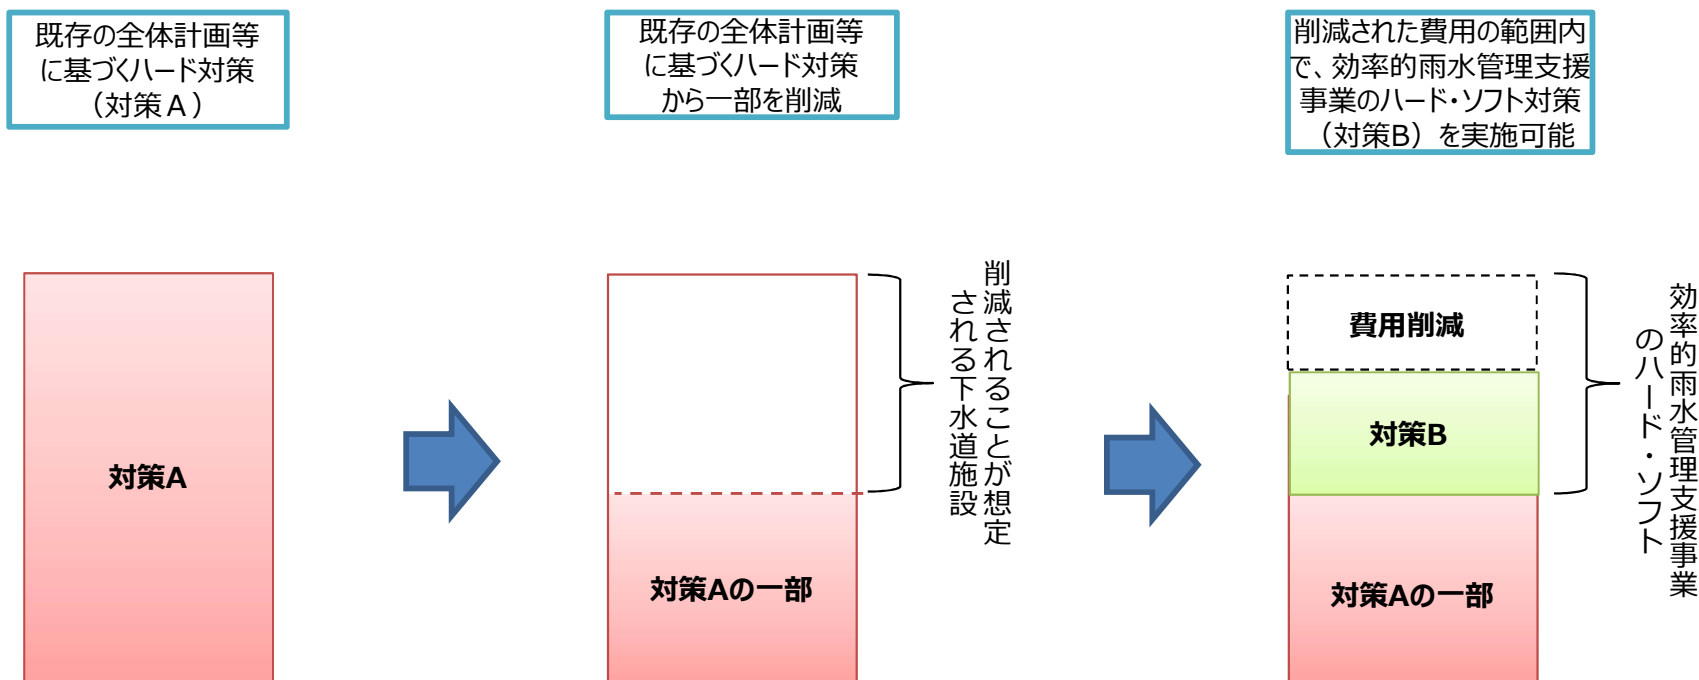 既存の全体計画等
に基づくハード対策
（対策Ａ）
既存の全体計画等
に基づくハード対策
から一部を削減
削減された費用の範囲内
で、効率的雨水管理支援
事業のハード・ソフト対策
（対策B）を実施可能
対策A
対策Aの一部
削減されることが想定
される下水道施設
費用削減
対策B
対策Aの一部
効率的雨水管理支援事業
のハード・ソフト